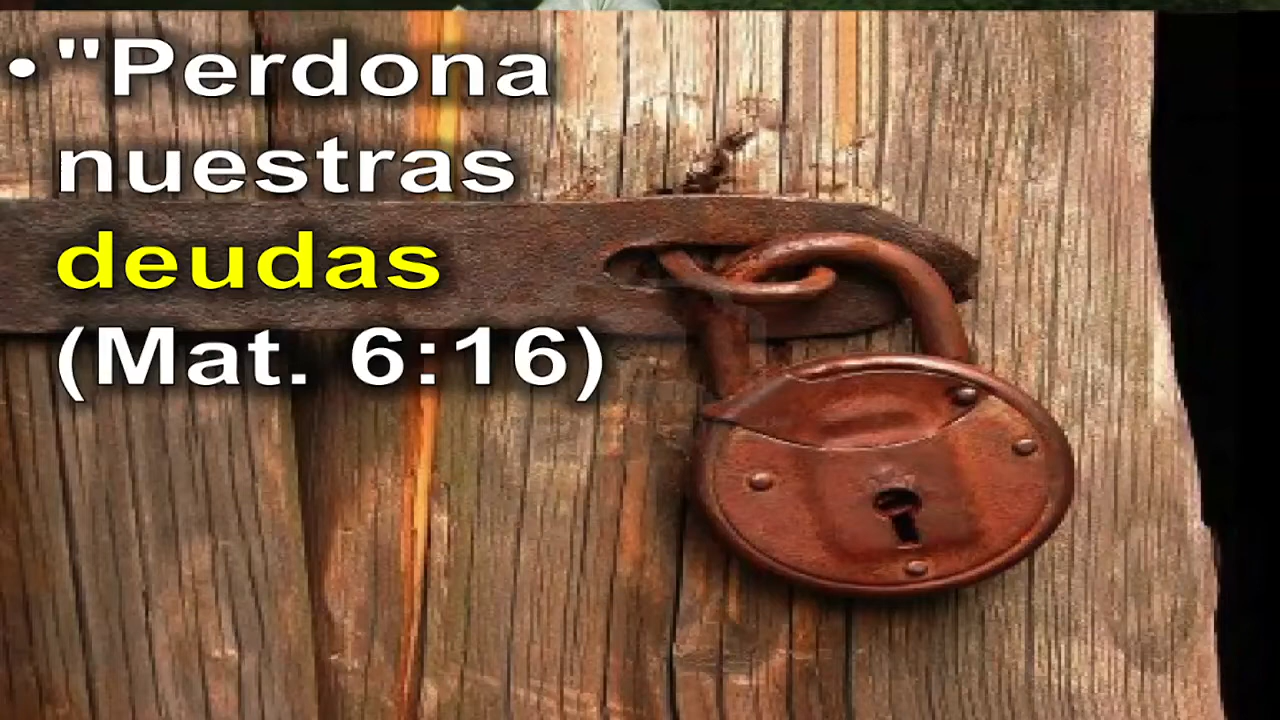 • "Perdona
nuestras
deudas
(Mat. 6:16)